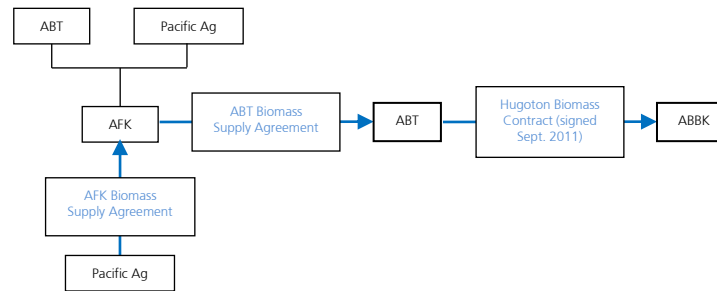 ABT
Pacific Ag
AFK
ABT Biomass
Supply Agreement
ABT
Hugoton Biomass
Contract (signed
Sept. 2011)
ABBK
AFK Biomass
Supply Agreement
Pacific Ag